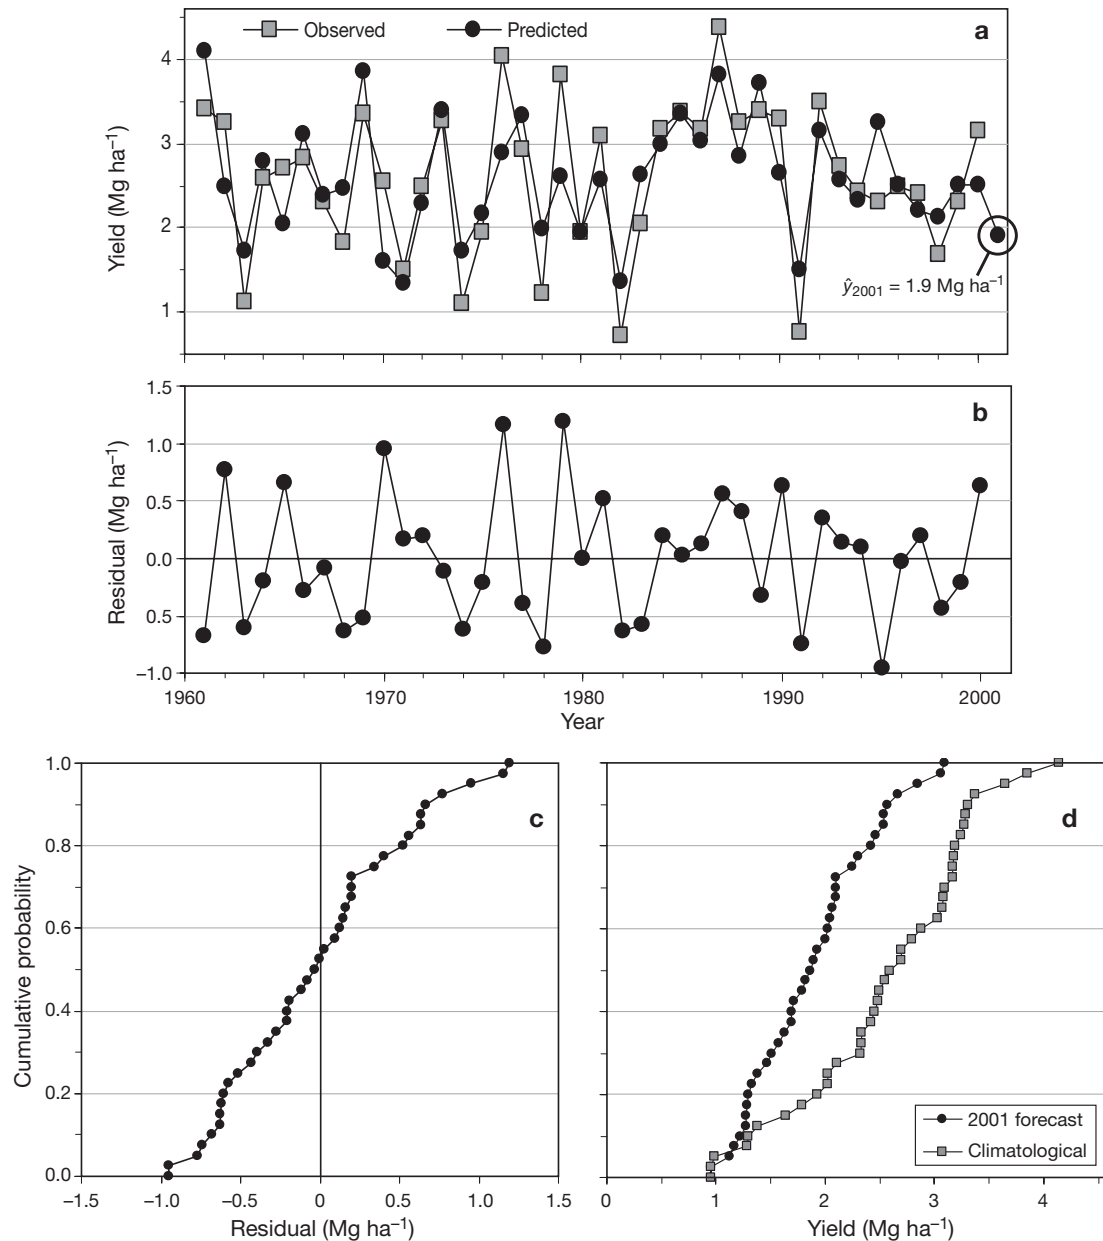 Observed
Predicted
a
4
3
2
1
Yield (Mg ha⁻¹)
ŷ₂₀₀₁ = 1.9 Mg ha⁻¹
b
1.5
1.0
0.5
0.0
0.5
−1.0
Residual (Mg ha⁻¹)
1960 1970 1980 1990 2000
Year
c
1.0
0.8
0.6
0.4
0.2
0.0
Cumulative probability
−1.5 −1.0 −0.5 0 0.5 1.0 1.5
Residual (Mg ha⁻¹)
d
2001 forecast
Climatological
0 1 2 3 4
Yield (Mg ha⁻¹)